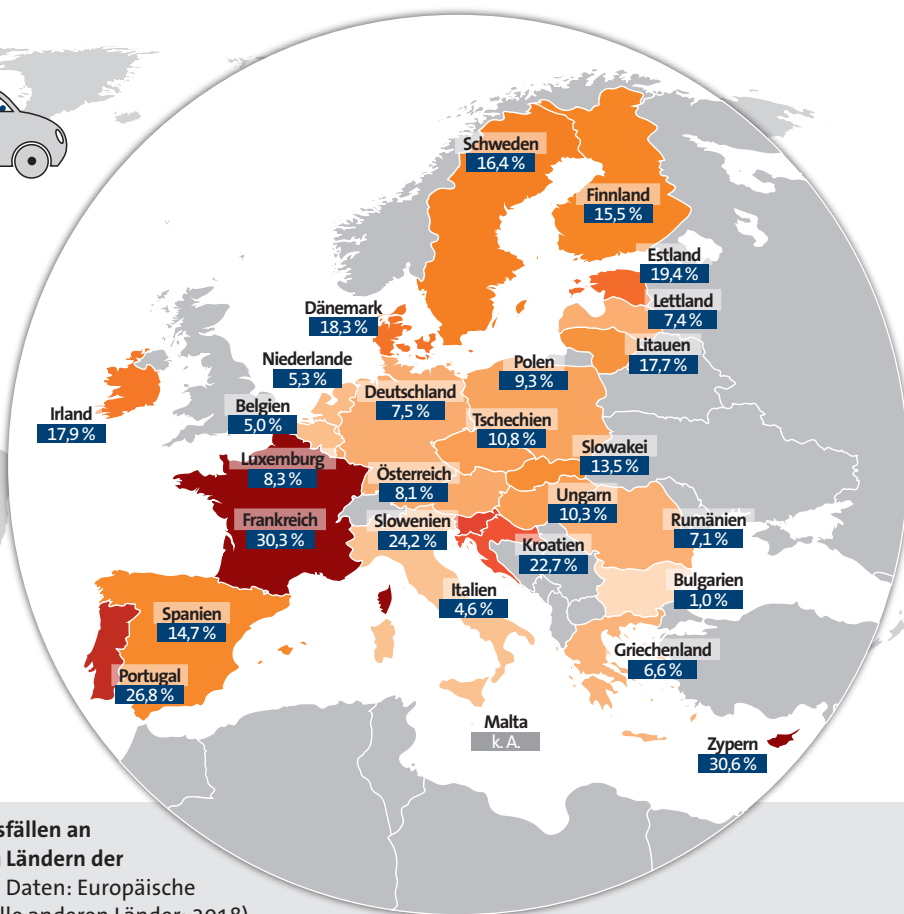 Schweden
16,4 %
Finnland
15,5 %
Estland
19,4 %
Lettland
7,4 %
Dänemark
18,3 %
Litauen
17,7 %
Niederlande
5,3 %
Polen
9,3 %
Deutschland
7,5 %
Belgien
5,0 %
Irland
17,9 %
Tschechien
10,8 %
Slowakei
13,5 %
Luxemburg
8,3 %
Österreich
8,1 %
Ungarn
10,3 %
Frankreich
30,3 %
Slowenien
24,2 %
Rumänien
7,1 %
Kroatien
22,7 %
Bulgarien
1,0 %
Italien
4,6 %
Spanien
14,7 %
Griechenland
6,6 %
Portugal
26,8 %
Malta
k. A.
Zypern
30,6 %
sfällen an
Ländern der
Daten: Europäische
lle anderen Länder: 2018)